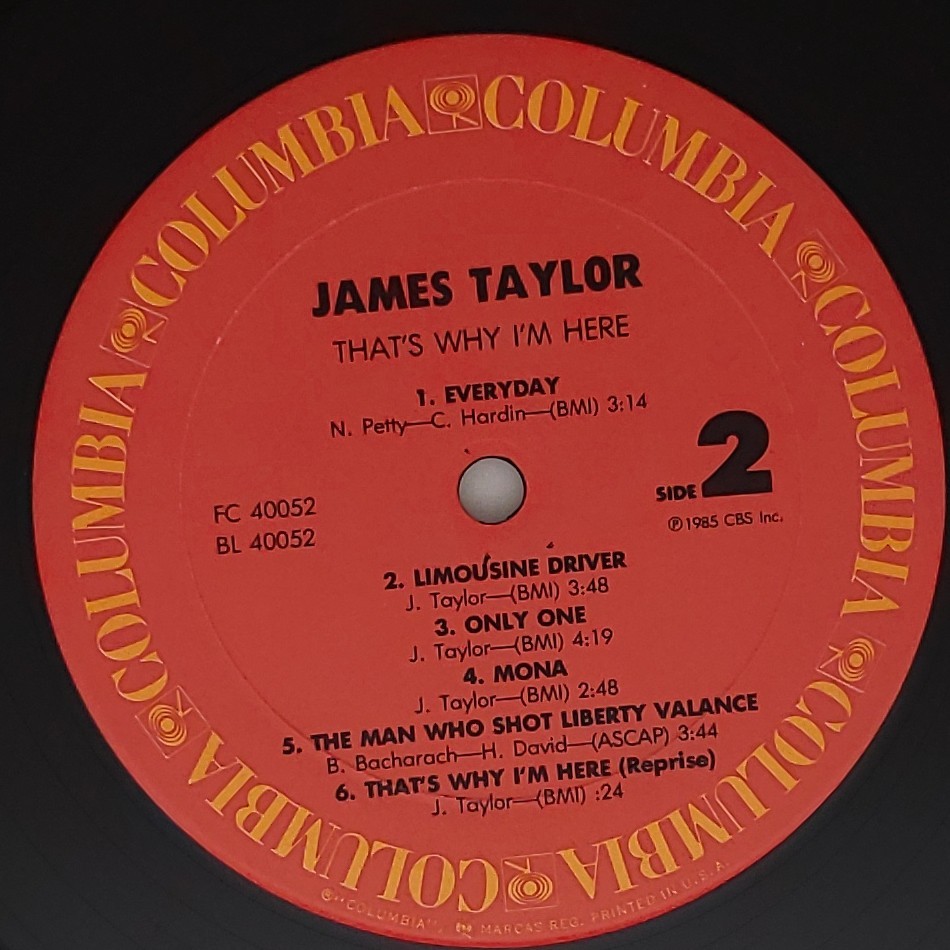 COLUMBIA COLUMBIA COLUMBIA COLUMBIA COLUMBIA COLUMBIA
JAMES TAYLOR
THAT'S WHY I'M HERE
1. EVERYDAY
N. Petty—C. Hardin—(BMI) 3:14
FC 40052
BL 40052
SIDE 2
Ⓟ1985 CBS Inc.
2. LIMOUSINE DRIVER
J. Taylor—(BMI) 3:48
3. ONLY ONE
J. Taylor—(BMI) 4:19
4. MONA
J. Taylor—(BMI) 2:48
5. THE MAN WHO SHOT LIBERTY VALANCE
B. Bacharach—H. David—(ASCAP) 3:44
6. THAT'S WHY I'M HERE (Reprise)
J. Taylor—(BMI) :24
©"COLUMBIA", MARCAS REG. PRINTED IN U.S.A.